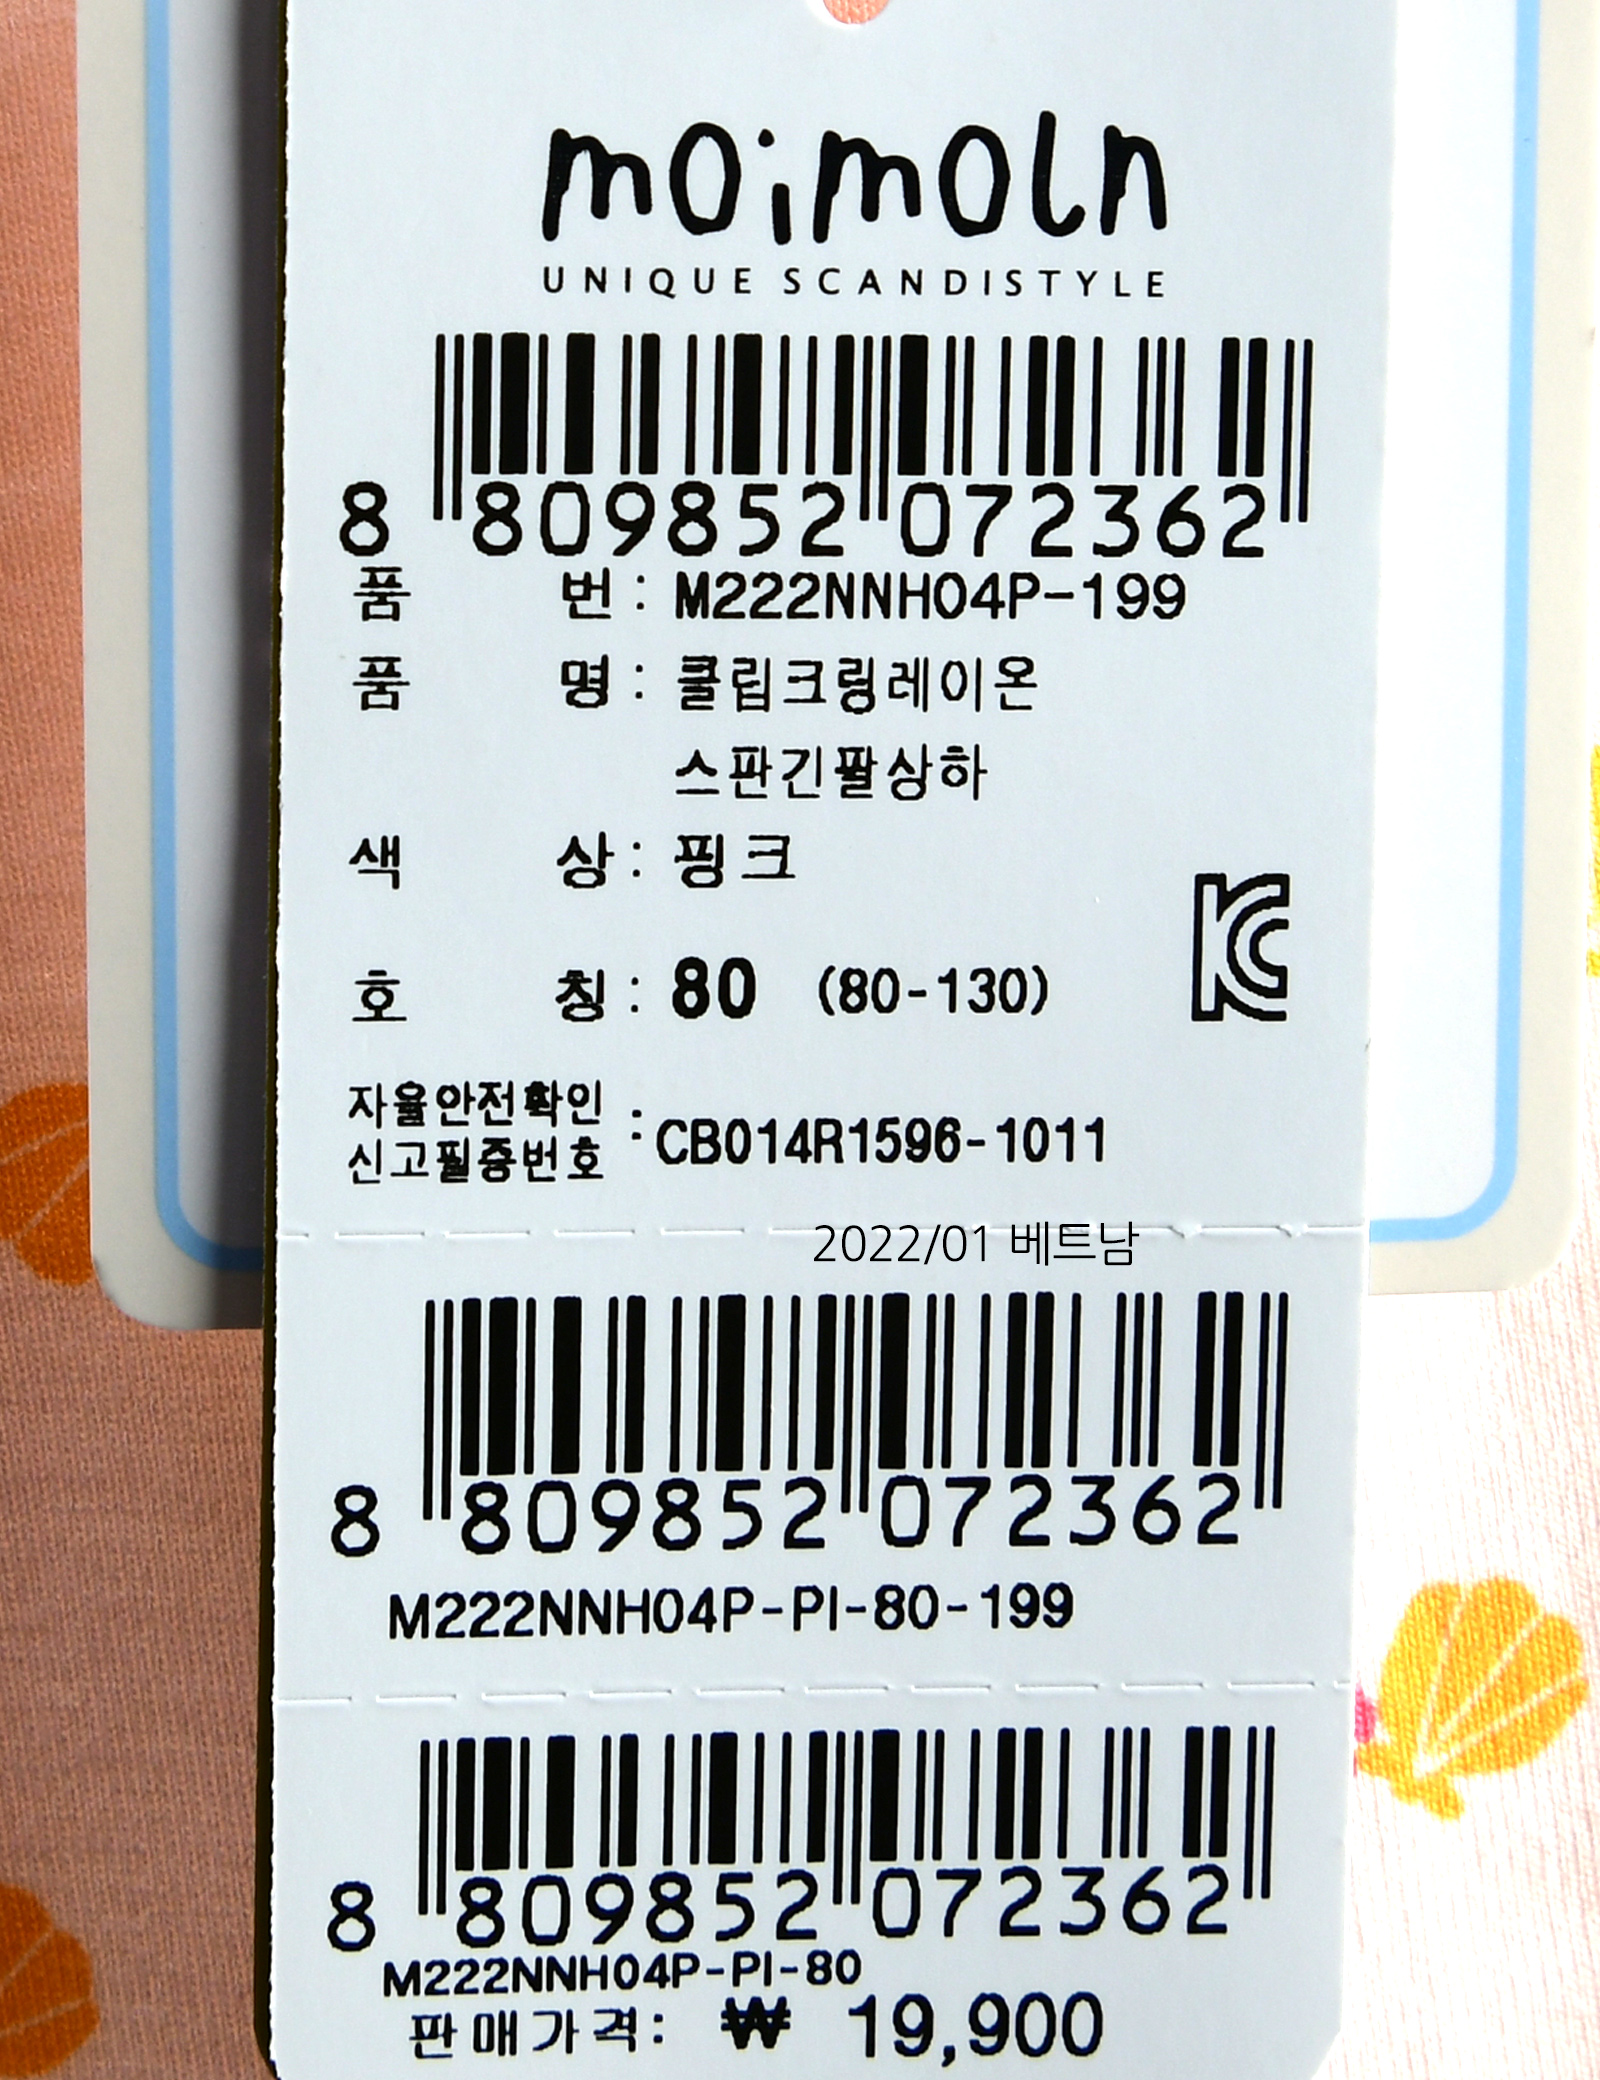 moimoln
UNIQUE SCANDISTYLE
8 809852 072362
품 번 : M222NNH04P-199
품 명 : 쿨립크링레이온
스판긴팔상하
색 상 : 핑크
호 칭 : 80 (80-130)
자율안전확인
신고필증번호 : CB014R1596-1011
2022/01 베트남
8 809852 072362
M222NNH04P-PI-80-199
8 809852 072362
M222NNH04P-PI-80
판매가격: ₩ 19,900